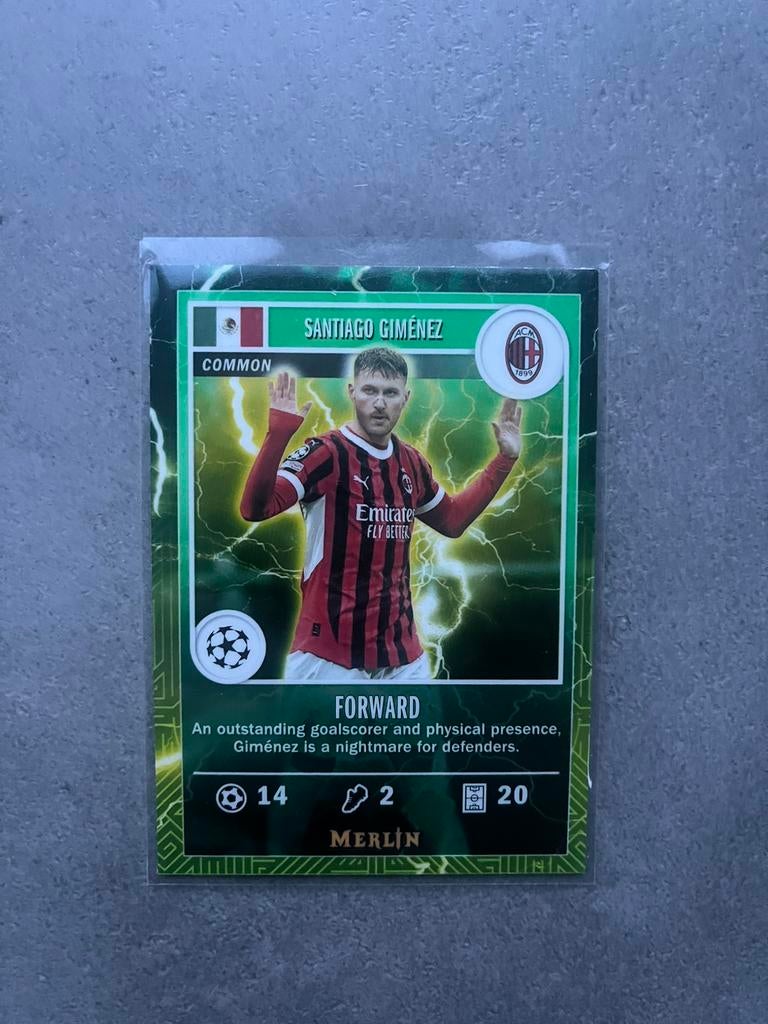 SANTIAGO GIMÉNEZ
COMMON
ACM
1899
Emirates
FLY BETTER
FORWARD
An outstanding goalscorer and physical presence,
Giménez is a nightmare for defenders.
14 2 20
MERLIN